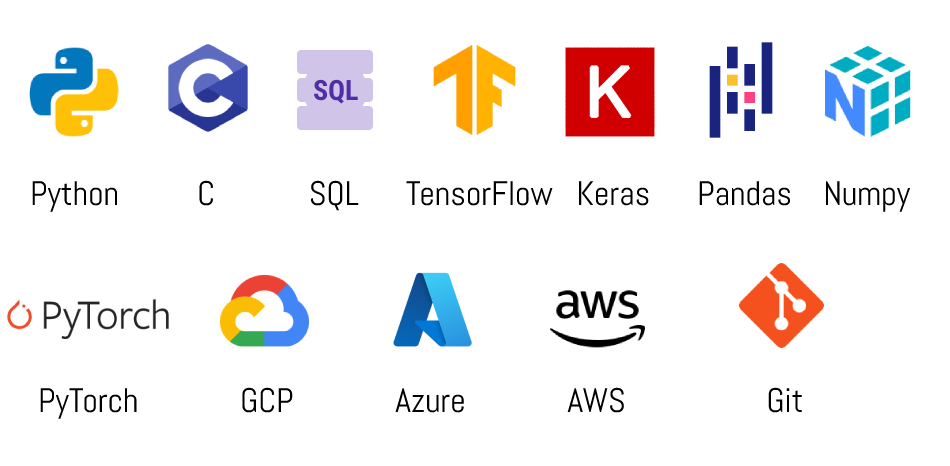 SQL
K
Python C SQL TensorFlow Keras Pandas Numpy
PyTorch aws
PyTorch GCP Azure AWS Git